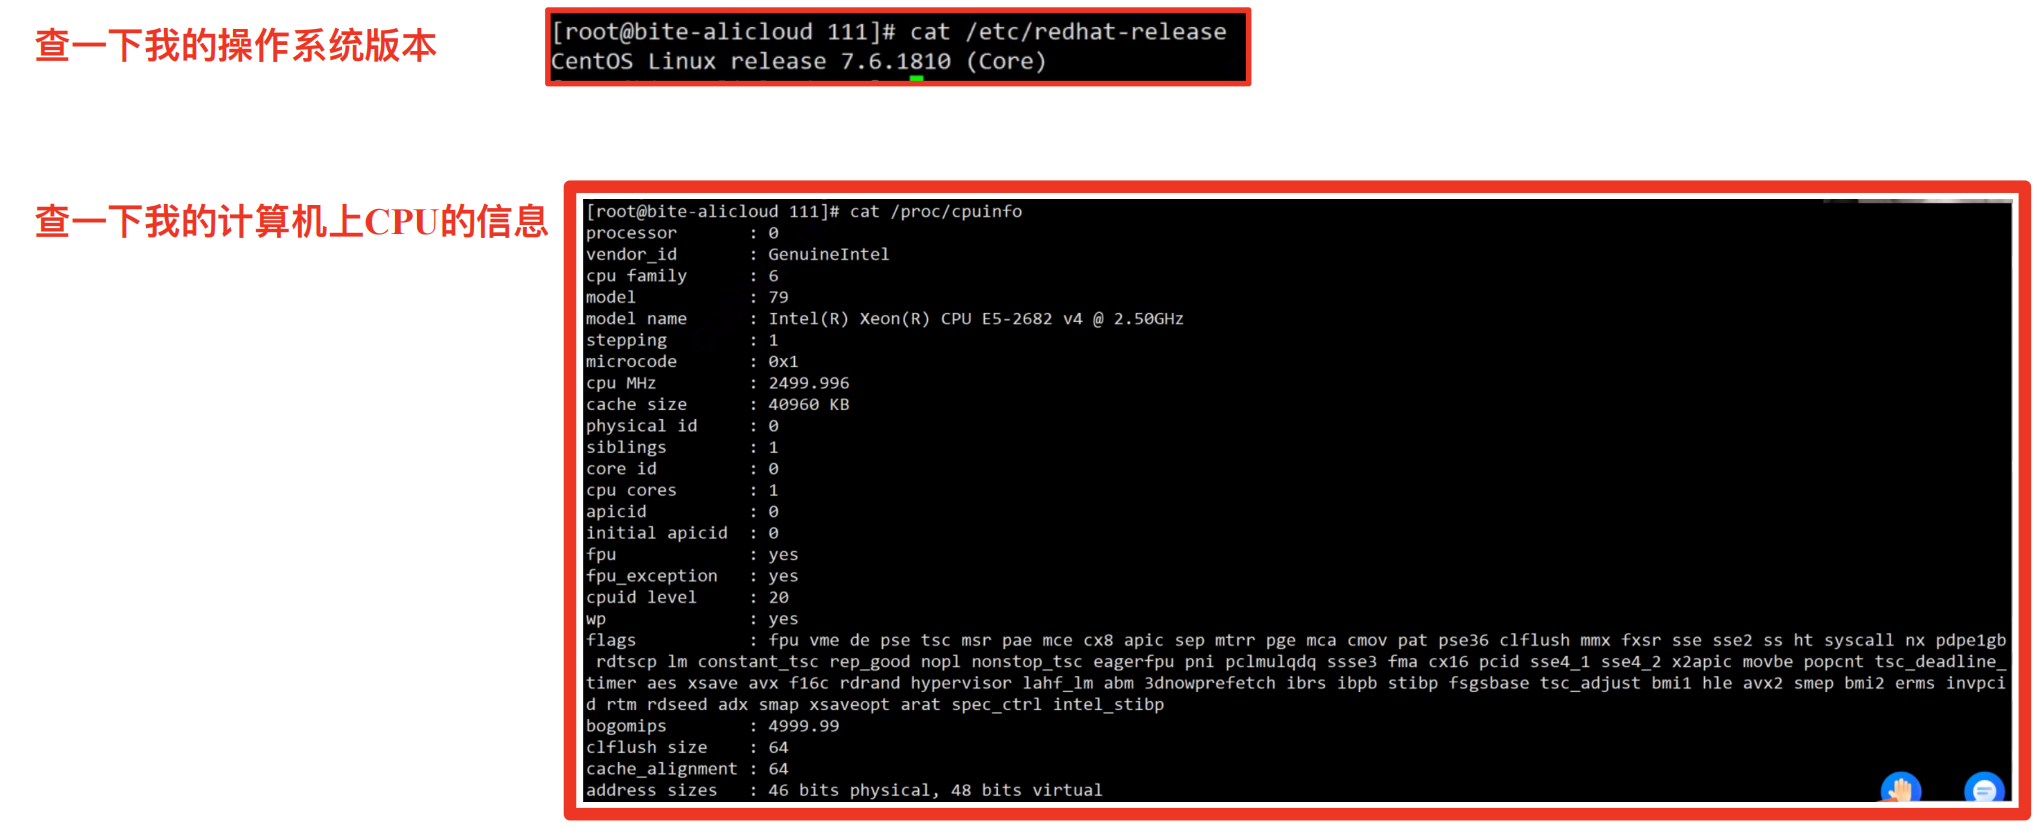 查一下我的操作系统版本
[root@bite-alicloud 111]# cat /etc/redhat-release
CentOS Linux release 7.6.1810 (Core)
查一下我的计算机上CPU的信息
[root@bite-alicloud 111]# cat /proc/cpuinfo
processor       : 0
vendor_id       : GenuineIntel
cpu family      : 6
model           : 79
model name      : Intel(R) Xeon(R) CPU E5-2682 v4 @ 2.50GHz
stepping        : 1
microcode       : 0x1
cpu MHz         : 2499.996
cache size      : 40960 KB
physical id     : 0
siblings        : 1
core id         : 0
cpu cores       : 1
apicid          : 0
initial apicid  : 0
fpu             : yes
fpu_exception   : yes
cpuid level     : 20
wp              : yes
flags           : fpu vme de pse tsc msr pae mce cx8 apic sep mtrr pge mca cmov pat pse36 clflush mmx fxsr sse sse2 ss ht syscall nx pdpe1gb
rdtscp lm constant_tsc rep_good nopl nonstop_tsc eagerfpu pni pclmulqdq ssse3 fma cx16 pcid sse4_1 sse4_2 x2apic movbe popcnt tsc_deadline_
timer aes xsave avx f16c rdrand hypervisor lahf_lm abm 3dnowprefetch ibrs ibpb stibp fsgsbase tsc_adjust bmi1 hle avx2 smep bmi2 erms invpci
d rtm rdseed adx smap xsaveopt arat spec_ctrl intel_stibp
bogomips        : 4999.99
clflush size    : 64
cache_alignment : 64
address sizes   : 46 bits physical, 48 bits virtual